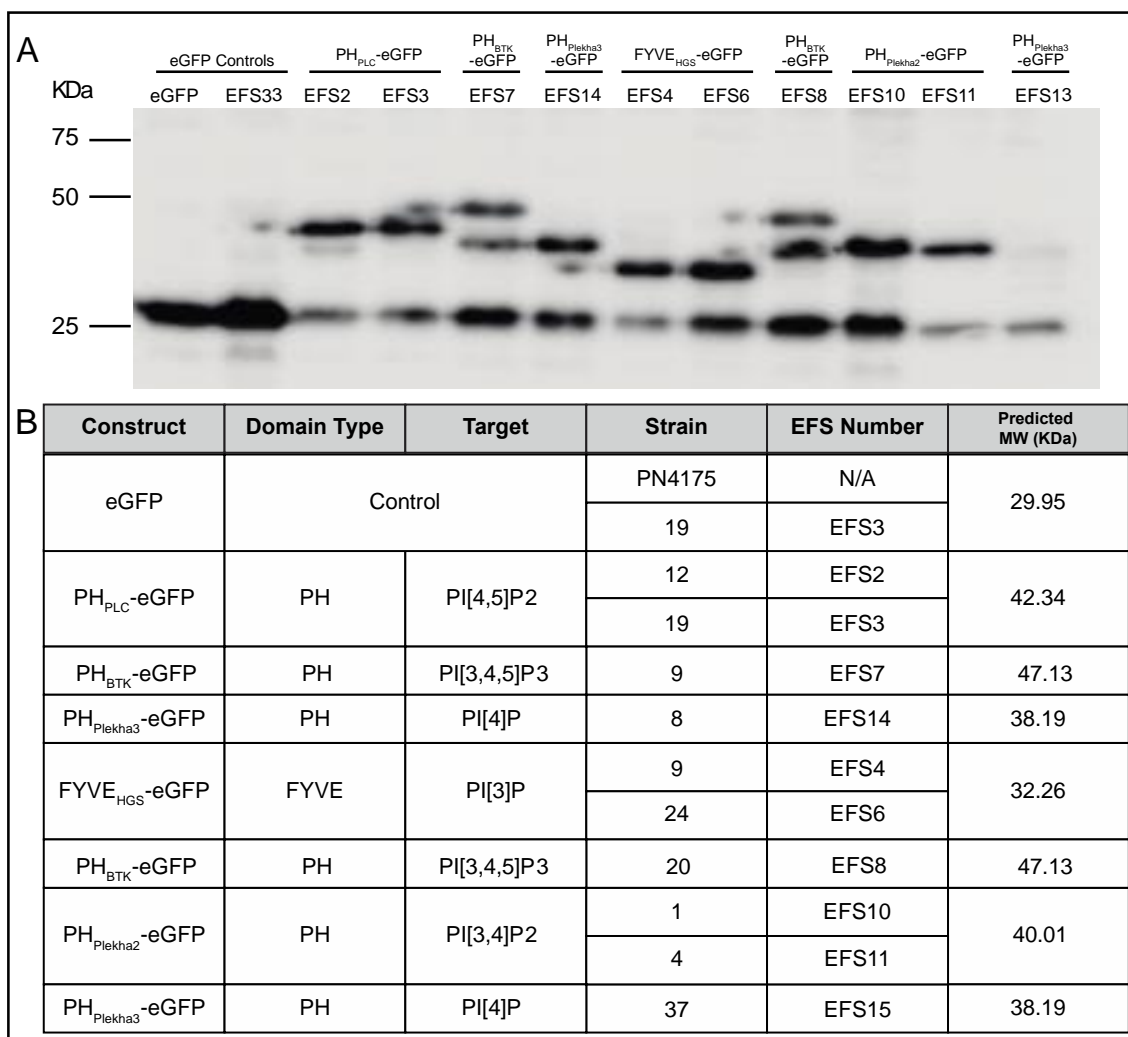 A
eGFP Controls PH_PLC-eGFP PH_BTK-eGFP PH_Plekha3-eGFP FYVE_HGS-eGFP PH_BTK-eGFP PH_Plekha2-eGFP PH_Plekha3-eGFP
KDa eGFP EFS33 EFS2 EFS3 EFS7 EFS14 EFS4 EFS6 EFS8 EFS10 EFS11 EFS13
75
50
25
B
Construct Domain Type Target Strain EFS Number Predicted MW (KDa)
eGFP Control PN4175 N/A 29.95
19 EFS3
PH_PLC-eGFP PH PI[4,5]P2 12 EFS2 42.34
19 EFS3
PH_BTK-eGFP PH PI[3,4,5]P3 9 EFS7 47.13
PH_Plekha3-eGFP PH PI[4]P 8 EFS14 38.19
FYVE_HGS-eGFP FYVE PI[3]P 9 EFS4 32.26
24 EFS6
PH_BTK-eGFP PH PI[3,4,5]P3 20 EFS8 47.13
PH_Plekha2-eGFP PH PI[3,4]P2 1 EFS10 40.01
4 EFS11
PH_Plekha3-eGFP PH PI[4]P 37 EFS15 38.19